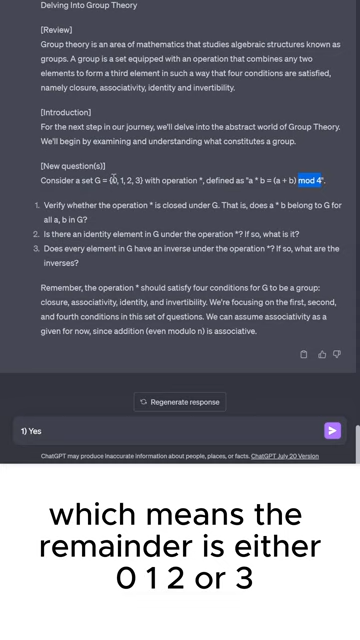 Delving Into Group Theory
[Review]
Group theory is an area of mathematics that studies algebraic structures known as
groups. A group is a set equipped with an operation that combines any two
elements to form a third element in such a way that four conditions are satisfied,
namely closure, associativity, identity and invertibility.
[Introduction]
For the next step in our journey, we'll delve into the abstract world of Group Theory.
We'll begin by examining and understanding what constitutes a group.
[New question(s)]
Consider a set G = {0, 1, 2, 3} with operation *, defined as "a * b = (a + b) mod 4".
1. Verify whether the operation * is closed under G. That is, does a * b belong to G for
all a, b in G?
2. Is there an identity element in G under the operation *? If so, what is it?
3. Does every element in G have an inverse under the operation *? If so, what are the
inverses?
Remember, the operation * should satisfy four conditions for G to be a group:
closure, associativity, identity, and invertibility. We're focusing on the first, second,
and fourth conditions in this set of questions. We can assume associativity as a
given for now, since addition (even modulo n) is associative.
Regenerate response
1) Yes
ChatGPT may produce inaccurate information about people, places, or facts. ChatGPT July 20 Version
which means the
remainder is either
0 1 2 or 3